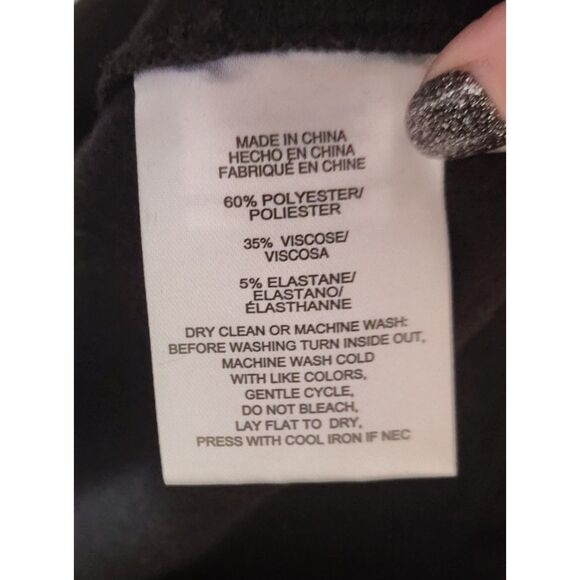 MADE IN CHINA
HECHO EN CHINA
FABRIQUÉ EN CHINE
60% POLYESTER/
POLIESTER
35% VISCOSE/
VISCOSA
5% ELASTANE/
ELASTANO/
ÉLASTHANNE
DRY CLEAN OR MACHINE WASH:
BEFORE WASHING TURN INSIDE OUT,
MACHINE WASH COLD
WITH LIKE COLORS,
GENTLE CYCLE,
DO NOT BLEACH,
LAY FLAT TO DRY,
PRESS WITH COOL IRON IF NEC